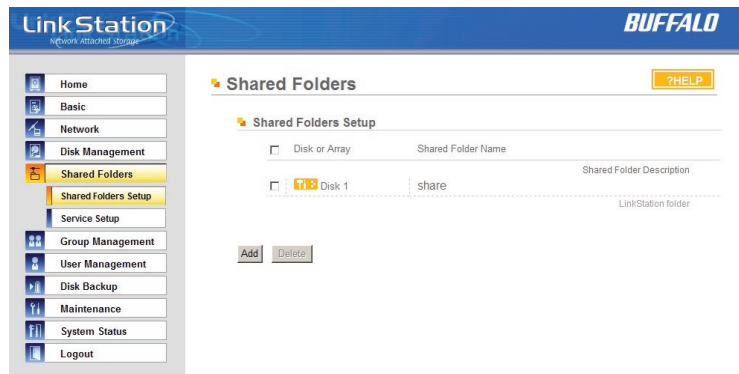 LinkStation
Network Attached Storage
BUFFALO
Home
Basic
Network
Disk Management
Shared Folders
Shared Folders Setup
Service Setup
Group Management
User Management
Disk Backup
Maintenance
System Status
Logout
Shared Folders
?HELP
Shared Folders Setup
Disk or Array Shared Folder Name
Shared Folder Description
Disk 1 share
LinkStation folder
Add Delete